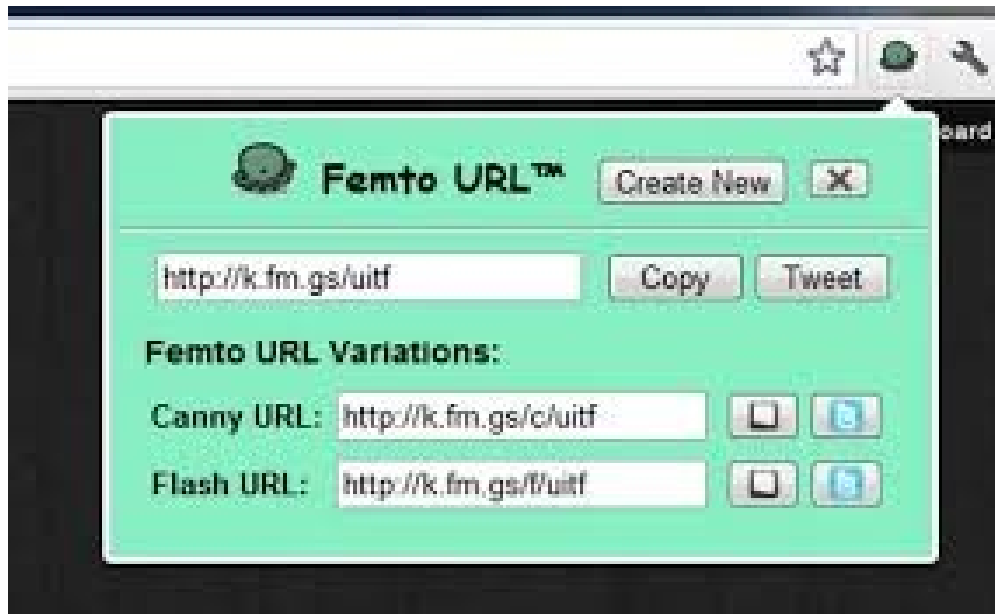 oard
Femto URL™ Create New
http://k.fm.gs/uitf Copy Tweet
Femto URL Variations:
Canny URL: http://k.fm.gs/c/uitf
Flash URL: http://k.fm.gs/f/uitf